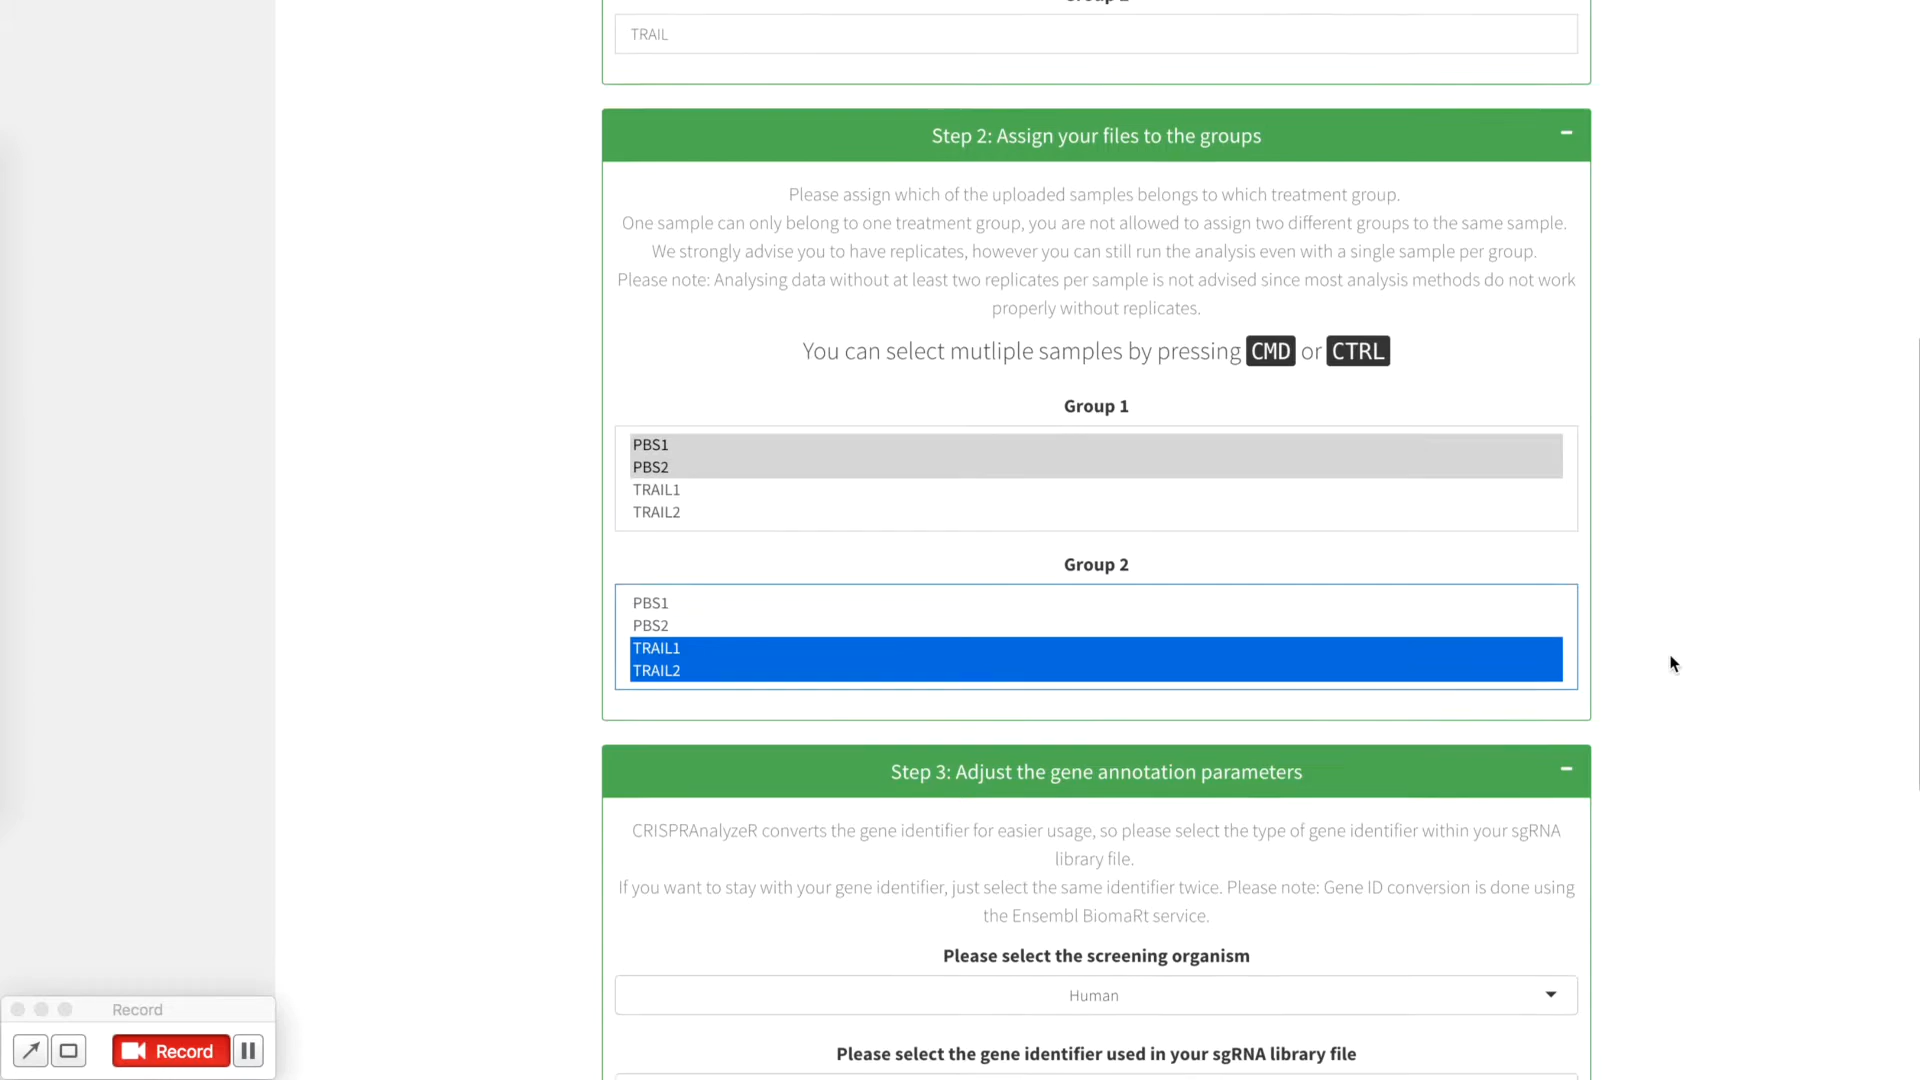 TRAIL
Step 2: Assign your files to the groups
Please assign which of the uploaded samples belongs to which treatment group.
One sample can only belong to one treatment group, you are not allowed to assign two different groups to the same sample.
We strongly advise you to have replicates, however you can still run the analysis even with a single sample per group.
Please note: Analysing data without at least two replicates per sample is not advised since most analysis methods do not work
properly without replicates.
You can select mutliple samples by pressing CMD or CTRL
Group 1
PBS1
PBS2
TRAIL1
TRAIL2
Group 2
PBS1
PBS2
TRAIL1
TRAIL2
Step 3: Adjust the gene annotation parameters
CRISPRAnalyzeR converts the gene identifier for easier usage, so please select the type of gene identifier within your sgRNA
library file.
If you want to stay with your gene identifier, just select the same identifier twice. Please note: Gene ID conversion is done using
the Ensembl BiomaRt service.
Please select the screening organism
Human
Please select the gene identifier used in your sgRNA library file
Record
Record